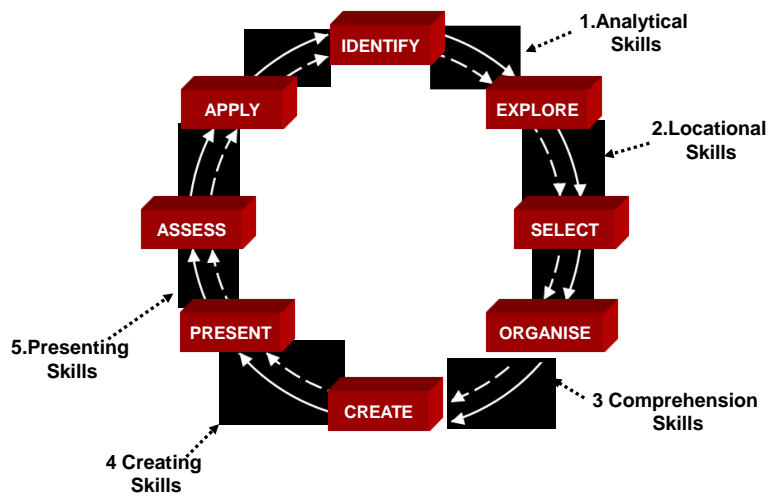 IDENTIFY
1.Analytical
Skills
APPLY
EXPLORE
2.Locational
Skills
ASSESS
SELECT
5.Presenting
Skills
PRESENT
ORGANISE
CREATE
3 Comprehension
Skills
4 Creating
Skills